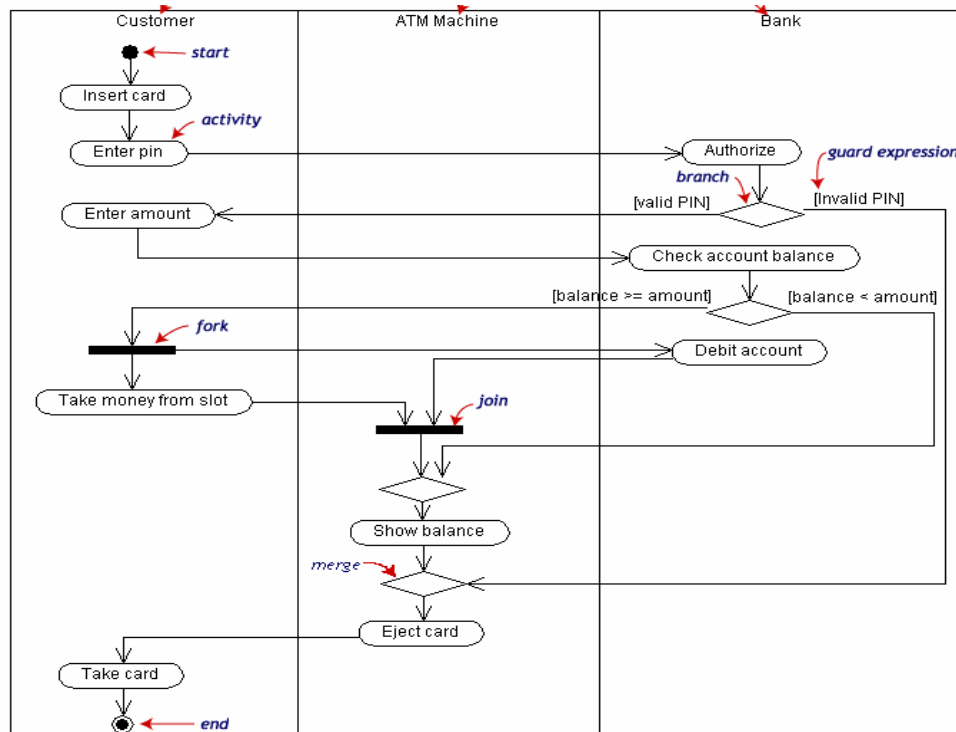 Customer
ATM Machine
Bank
start
Insert card
activity
Enter pin
Authorize
guard expression
branch
Enter amount
[valid PIN]
[Invalid PIN]
Check account balance
[balance >= amount]
[balance < amount]
fork
Debit account
Take money from slot
join
Show balance
merge
Eject card
Take card
end